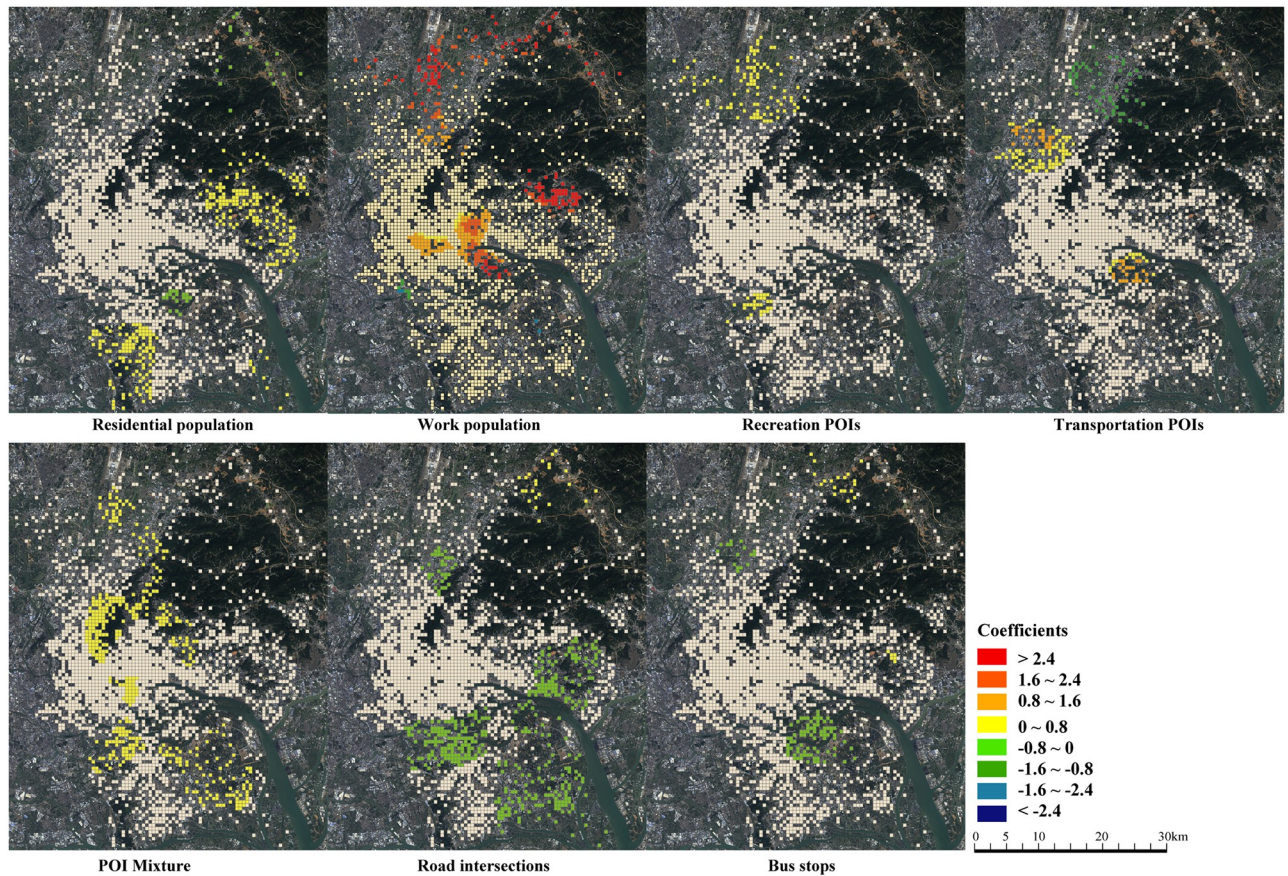 Residential population
Work population
Recreation POIs
Transportation POIs
POI Mixture
Road intersections
Bus stops
Coefficients
> 2.4
1.6 ~ 2.4
0.8 ~ 1.6
0 ~ 0.8
-0.8 ~ 0
-1.6 ~ -0.8
-1.6 ~ -2.4
< -2.4
0 5 10 20 30km